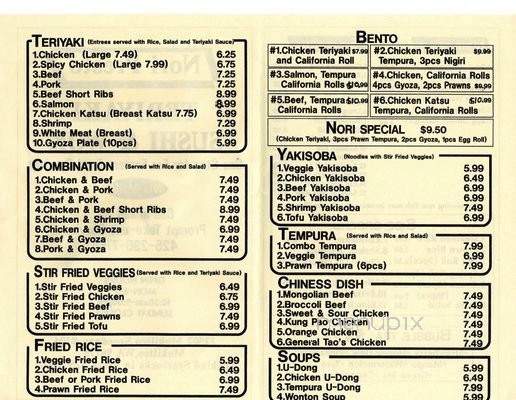 TERIYAKI (Entrees served with Rice, Salad and Teriyaki Sauce)
1.Chicken (Large 7.49) 6.25
2.Spicy Chicken (Large 7.99) 6.75
3.Beef 7.25
4.Pork 7.25
5.Beef Short Ribs 8.99
6.Salmon 8.99
7.Chicken Katsu (Breast Katsu 7.75) 6.99
8.Shrimp 7.29
9.White Meat (Breast) 6.99
10.Gyoza Plate (10pcs) 5.99
COMBINATION (Served with Rice and Salad)
1.Chicken & Beef 7.49
2.Chicken & Pork 7.49
3.Beef & Pork 7.49
4.Chicken & Beef Short Ribs 8.99
5.Chicken & Shrimp 7.49
6.Chicken & Gyoza 6.99
7.Beef & Gyoza 7.49
8.Pork & Gyoza 7.49
STIR FRIED VEGGIES (Served with Rice and Teriyaki Sauce)
1.Stir Fried Veggies 6.49
2.Stir Fried Chicken 6.75
3.Stir Fried Beef 6.99
4.Stir Fried Prawns 7.49
5.Stir Fried Tofu 6.99
FRIED RICE
1.Veggie Fried Rice 5.99
2.Chicken Fried Rice 6.49
3.Beef or Pork Fried Rice 6.99
4.Prawn Fried Rice 7.49
BENTO
#1.Chicken Teriyaki $7.99
and California Roll
#2.Chicken Teriyaki $9.99
Tempura, 3pcs Nigiri
#3.Salmon, Tempura
California Rolls $10.99
#4.Chicken, California Rolls
4pcs Gyoza, 2pcs Prawns $9.99
#5.Beef, Tempura $10.99
California Rolls
#6.Chicken Katsu $10.99
Tempura, California Rolls
NORI SPECIAL $9.50
(Chicken Teriyaki, 3pcs Prawn Tempura, 2pcs Gyoza, 1pcs Egg Roll)
YAKISOBA (Noodles with Stir Fried Veggies)
1.Veggie Yakisoba 5.99
2.Chicken Yakisoba 6.49
3.Beef Yakisoba 6.99
4.Pork Yakisoba 6.99
5.Shrimp Yakisoba 7.49
6.Tofu Yakisoba 6.99
TEMPURA (Served with Rice and Salad)
1.Combo Tempura 7.99
2.Veggie Tempura 6.99
3.Prawn Tempura (6pcs) 7.99
CHINESS DISH
1.Mongolian Beef 7.49
2.Broccoli Beef 7.49
3.Sweet & Sour Chicken 7.49
4.Kung Pao Chicken 7.49
5.Orange Chicken 7.49
6.General Tao's Chicken 7.49
SOUPS
1.U-Dong 5.99
2.Chicken U-Dong 6.49
3.Tempura U-Dong 7.99
4.Wonton Soup 5.99